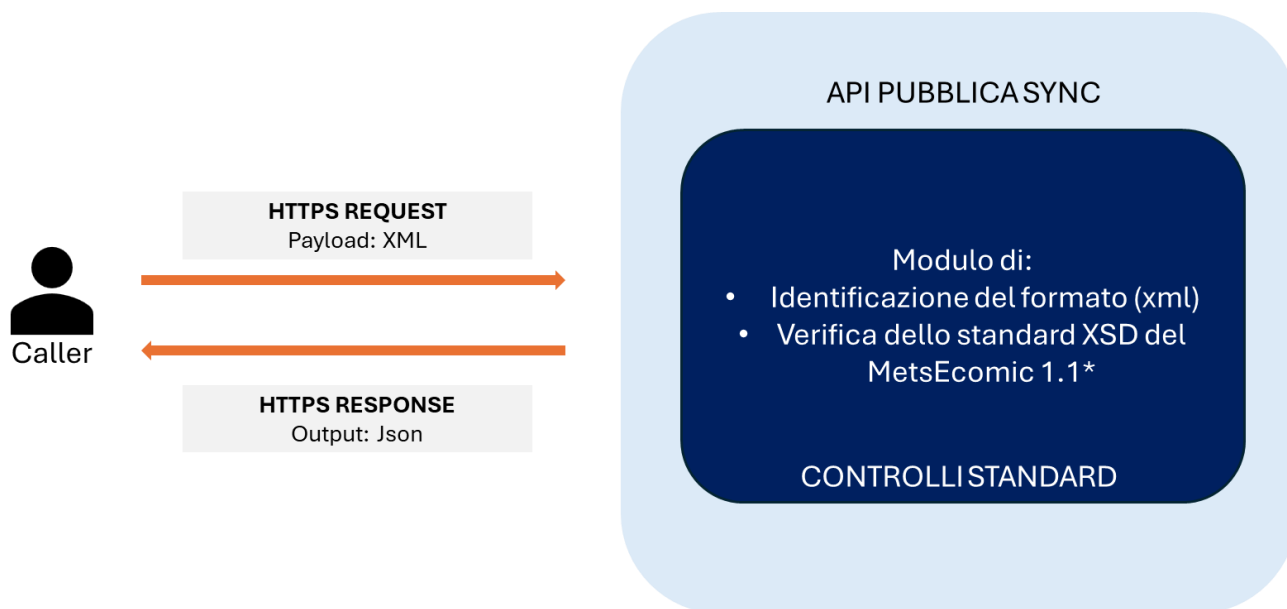 API PUBBLICA SYNC
HTTPS REQUEST
Payload: XML
Caller
HTTPS RESPONSE
Output: Json
Modulo di:
• Identificazione del formato (xml)
• Verifica dello standard XSD del
MetsEcomic 1.1*
CONTROLLI STANDARD